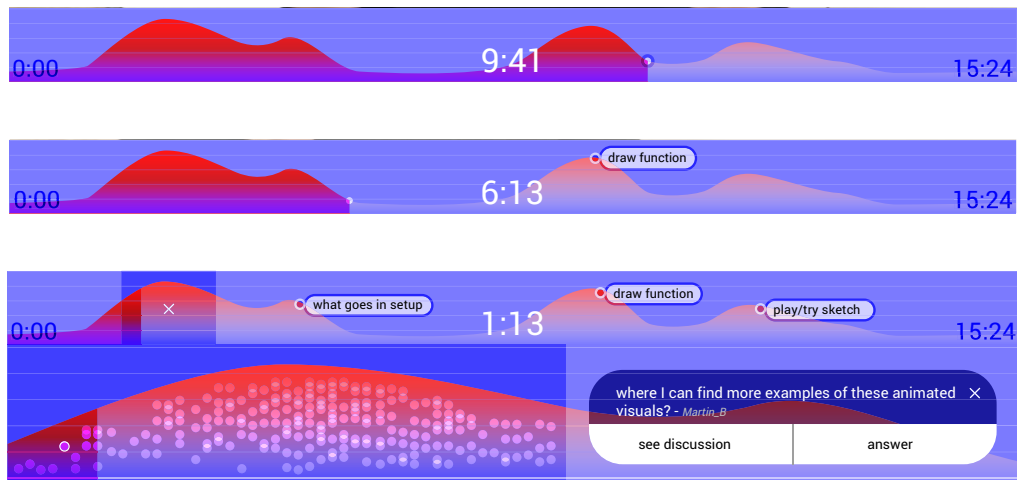 0:00
9:41
15:24
draw function
0:00
6:13
15:24
what goes in setup
draw function
play/try sketch
0:00
1:13
15:24
where I can find more examples of these animated
visuals? - Martin_B
see discussion
answer